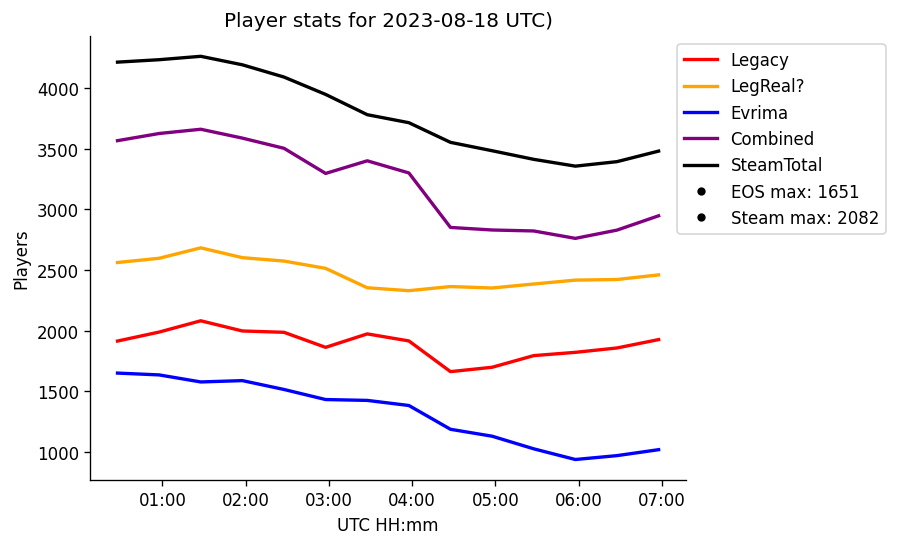 Player stats for 2023-08-18 UTC)
Legacy
LegReal?
Evrima
Combined
SteamTotal
EOS max: 1651
Steam max: 2082
Players
4000
3500
3000
2500
2000
1500
1000
01:00 02:00 03:00 04:00 05:00 06:00 07:00
UTC HH:mm